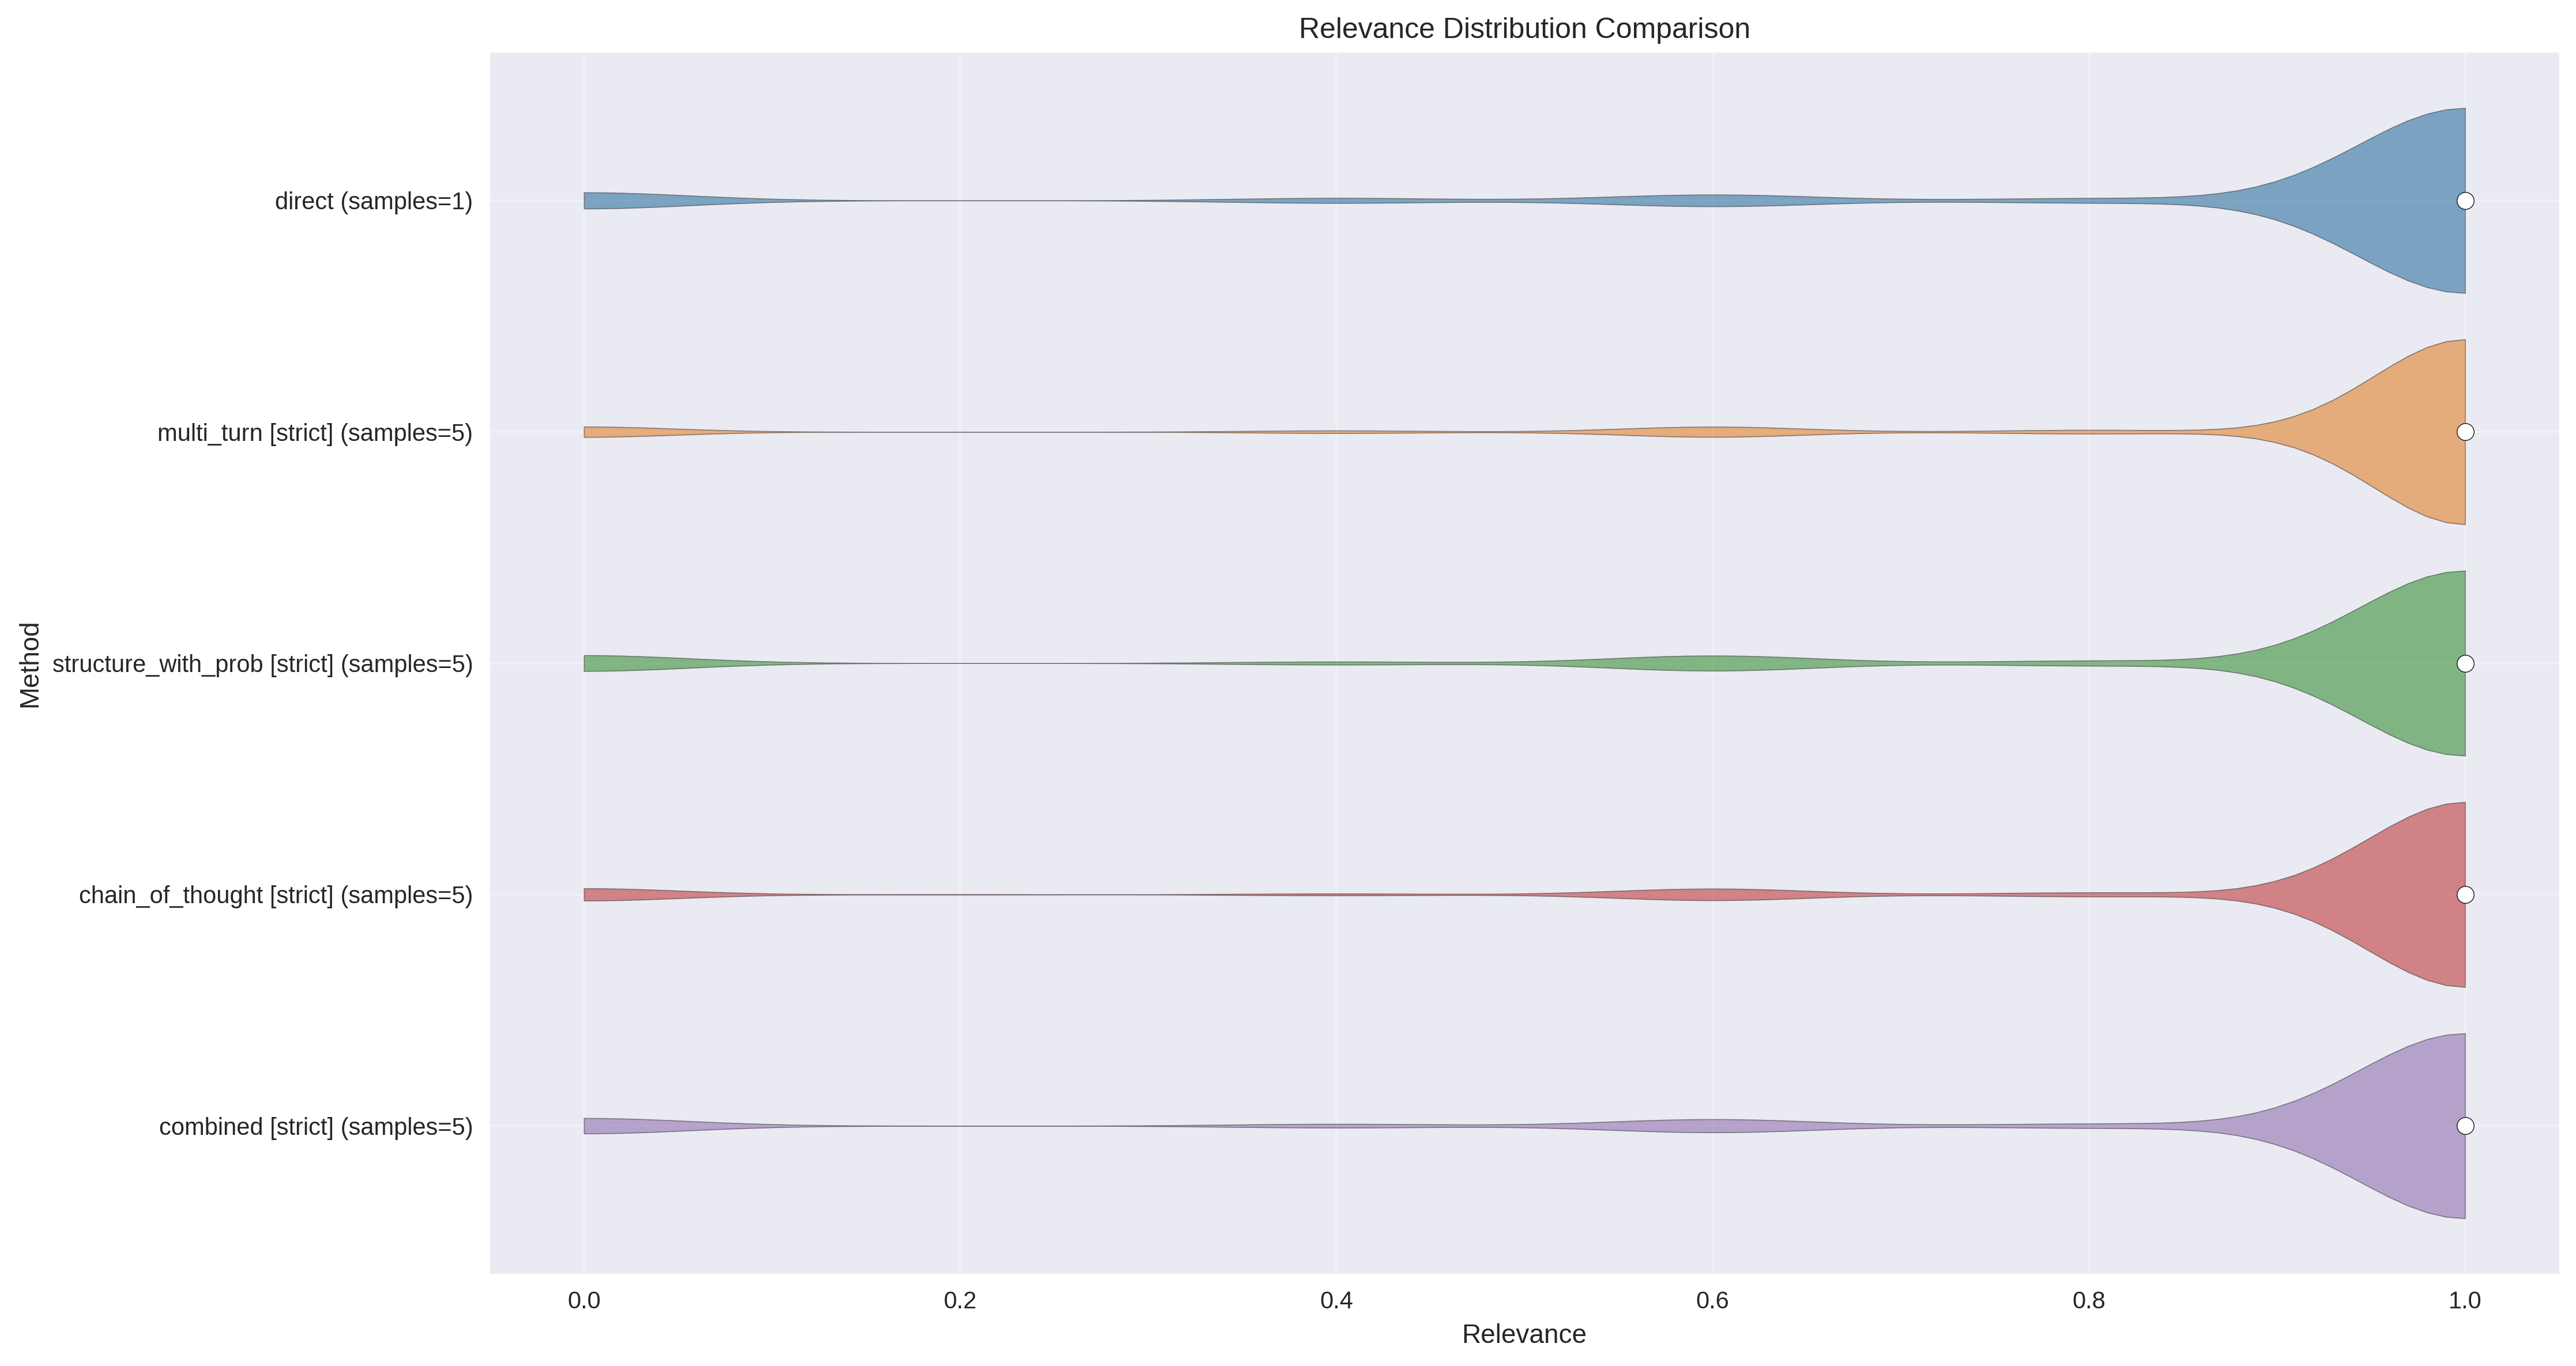 Relevance Distribution Comparison
direct (samples=1)
multi_turn [strict] (samples=5)
structure_with_prob [strict] (samples=5)
chain_of_thought [strict] (samples=5)
combined [strict] (samples=5)
Method
0.0 0.2 0.4 0.6 0.8 1.0
Relevance